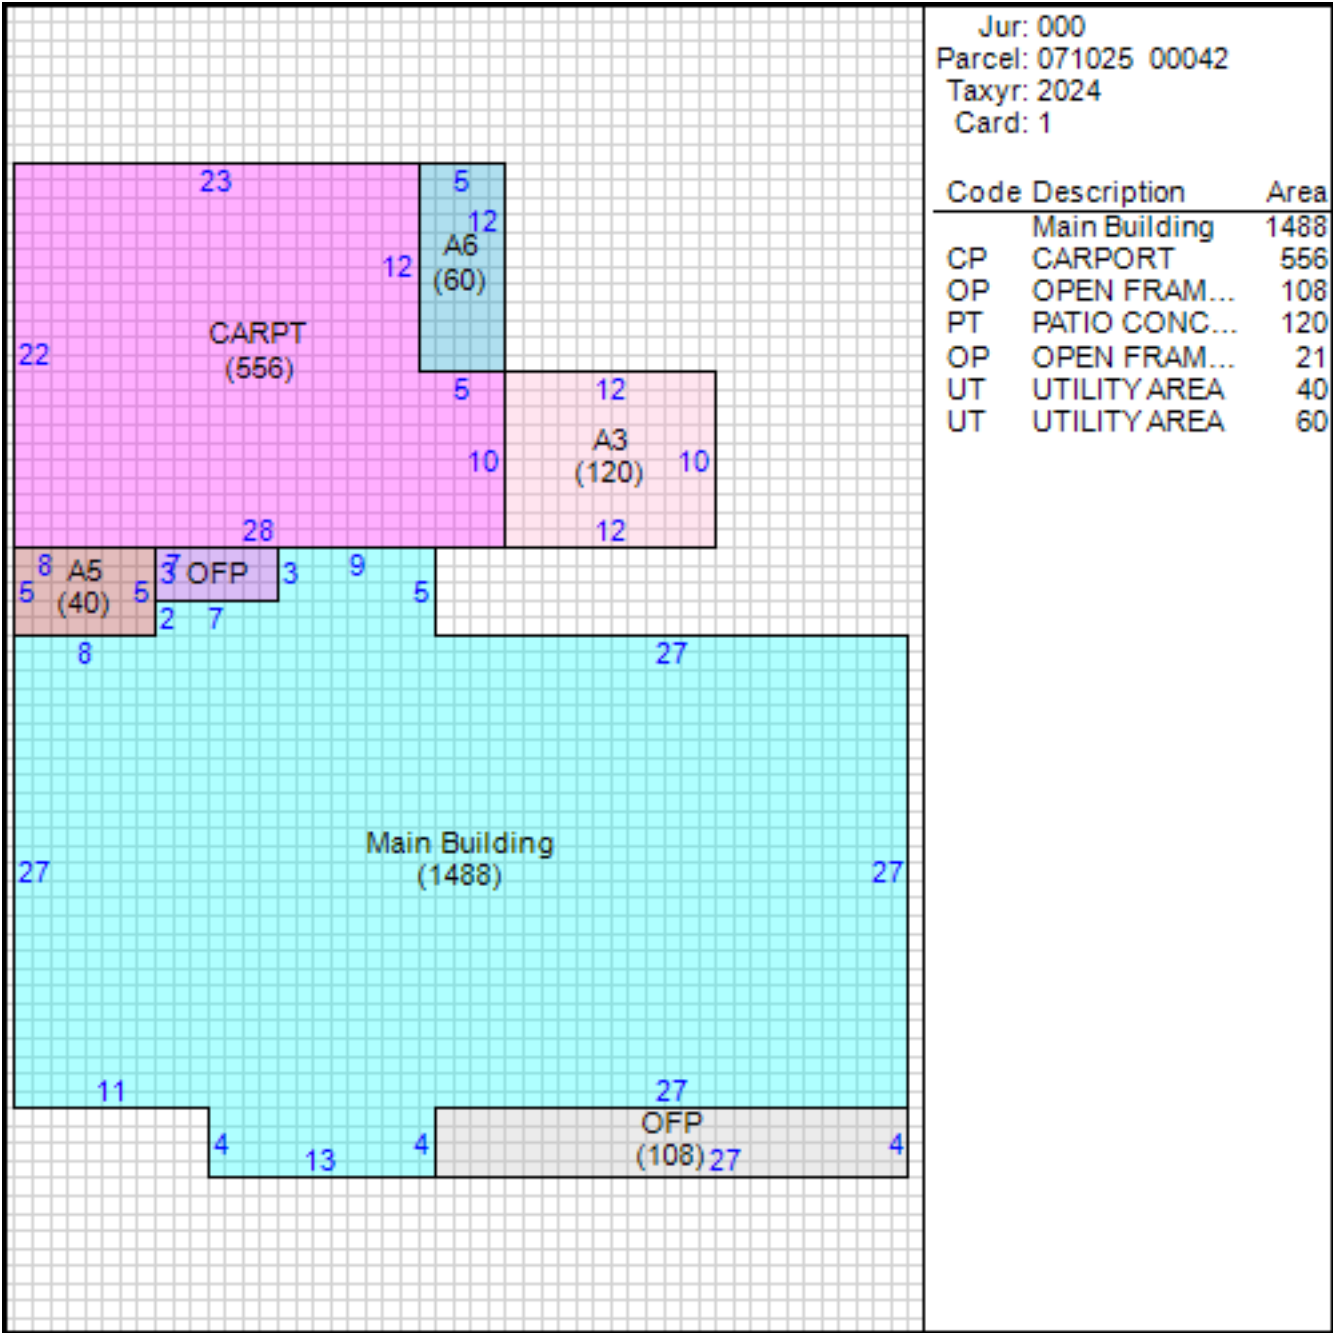 Jur: 000
Parcel: 071025 00042
Taxyr: 2024
Card: 1
Code Description Area
Main Building 1488
CP CARPORT 556
OP OPEN FRAM... 108
PT PATIO CONC... 120
OP OPEN FRAM... 21
UT UTILITY AREA 40
UT UTILITY AREA 60
23
5
12
A6
(60)
12
CARPT
(556)
22
5
12
A3
(120)
10
10
28
12
8
A5
(40)
5
5
7
3
OFP
3
9
5
2
7
8
27
Main Building
(1488)
27
27
11
27
4
13
4
OFP
(108)
27
4